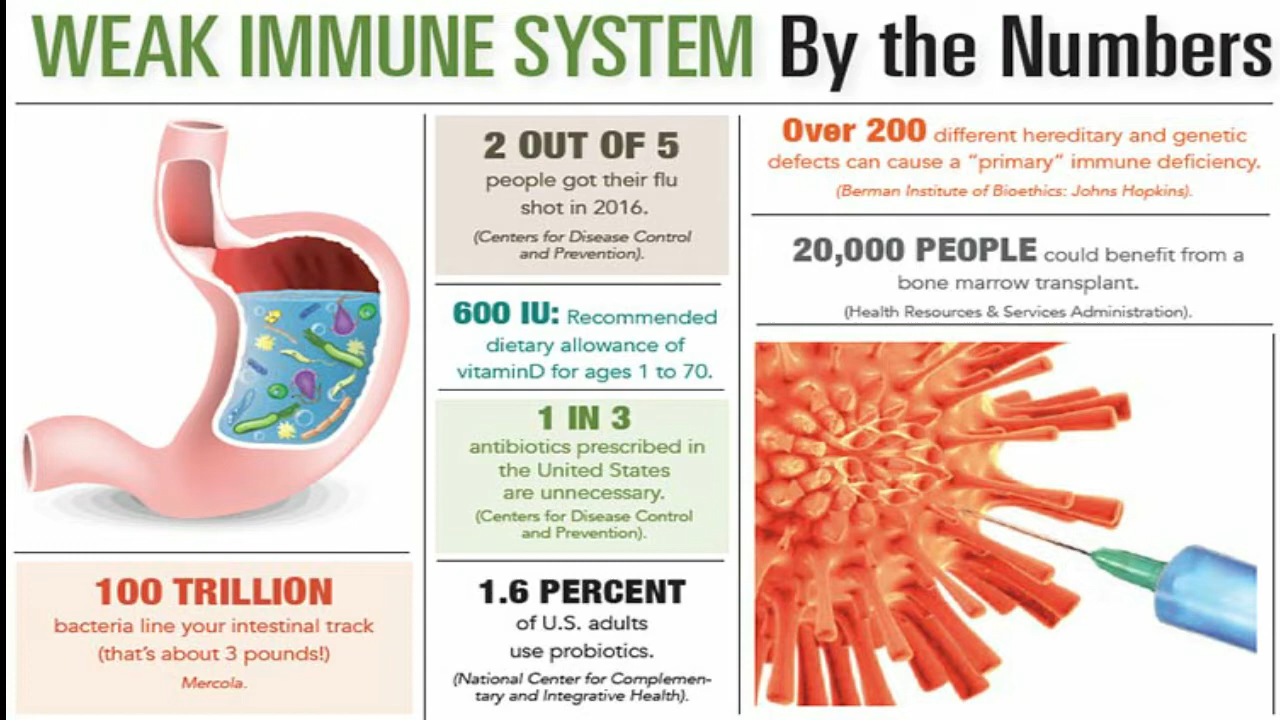 WEAK IMMUNE SYSTEM By the Numbers
100 TRILLION
bacteria line your intestinal track
(that's about 3 pounds!)
Mercola.
2 OUT OF 5
people got their flu
shot in 2016.
(Centers for Disease Control
and Prevention).
600 IU: Recommended
dietary allowance of
vitaminD for ages 1 to 70.
1 IN 3
antibiotics prescribed in
the United States
are unnecessary.
(Centers for Disease Control
and Prevention).
1.6 PERCENT
of U.S. adults
use probiotics.
(National Center for Complemen-
tary and Integrative Health).
Over 200 different hereditary and genetic
defects can cause a "primary" immune deficiency.
(Berman Institute of Bioethics: Johns Hopkins).
20,000 PEOPLE could benefit from a
bone marrow transplant.
(Health Resources & Services Administration).